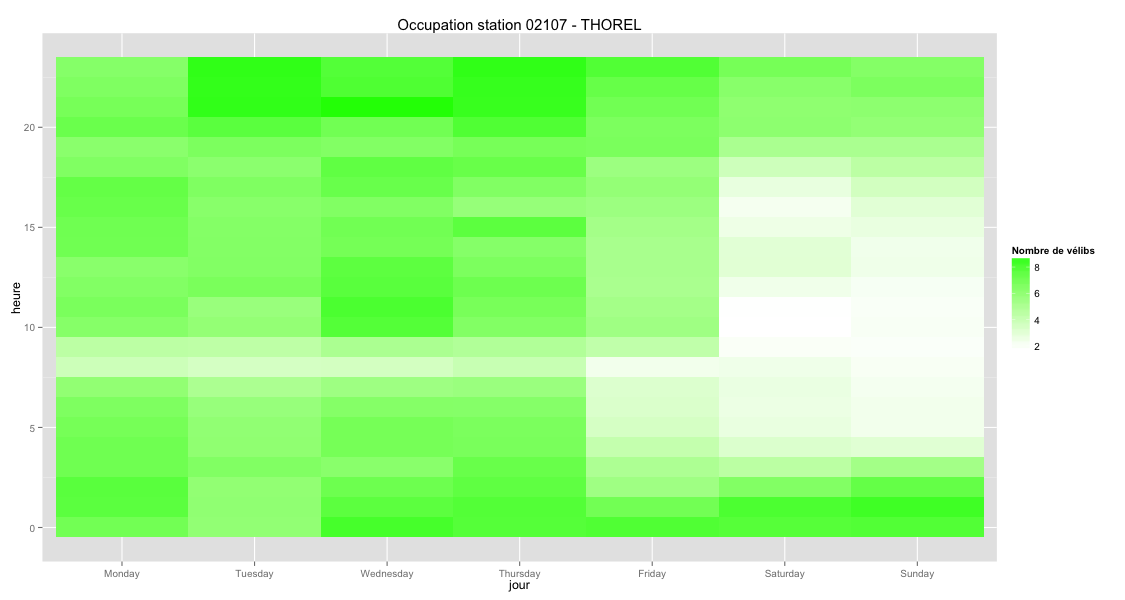 Occupation station 02107 - THOREL
heure
20
15
10
5
0
Monday Tuesday Wednesday Thursday Friday Saturday Sunday
jour
Nombre de vélibs
8
6
4
2